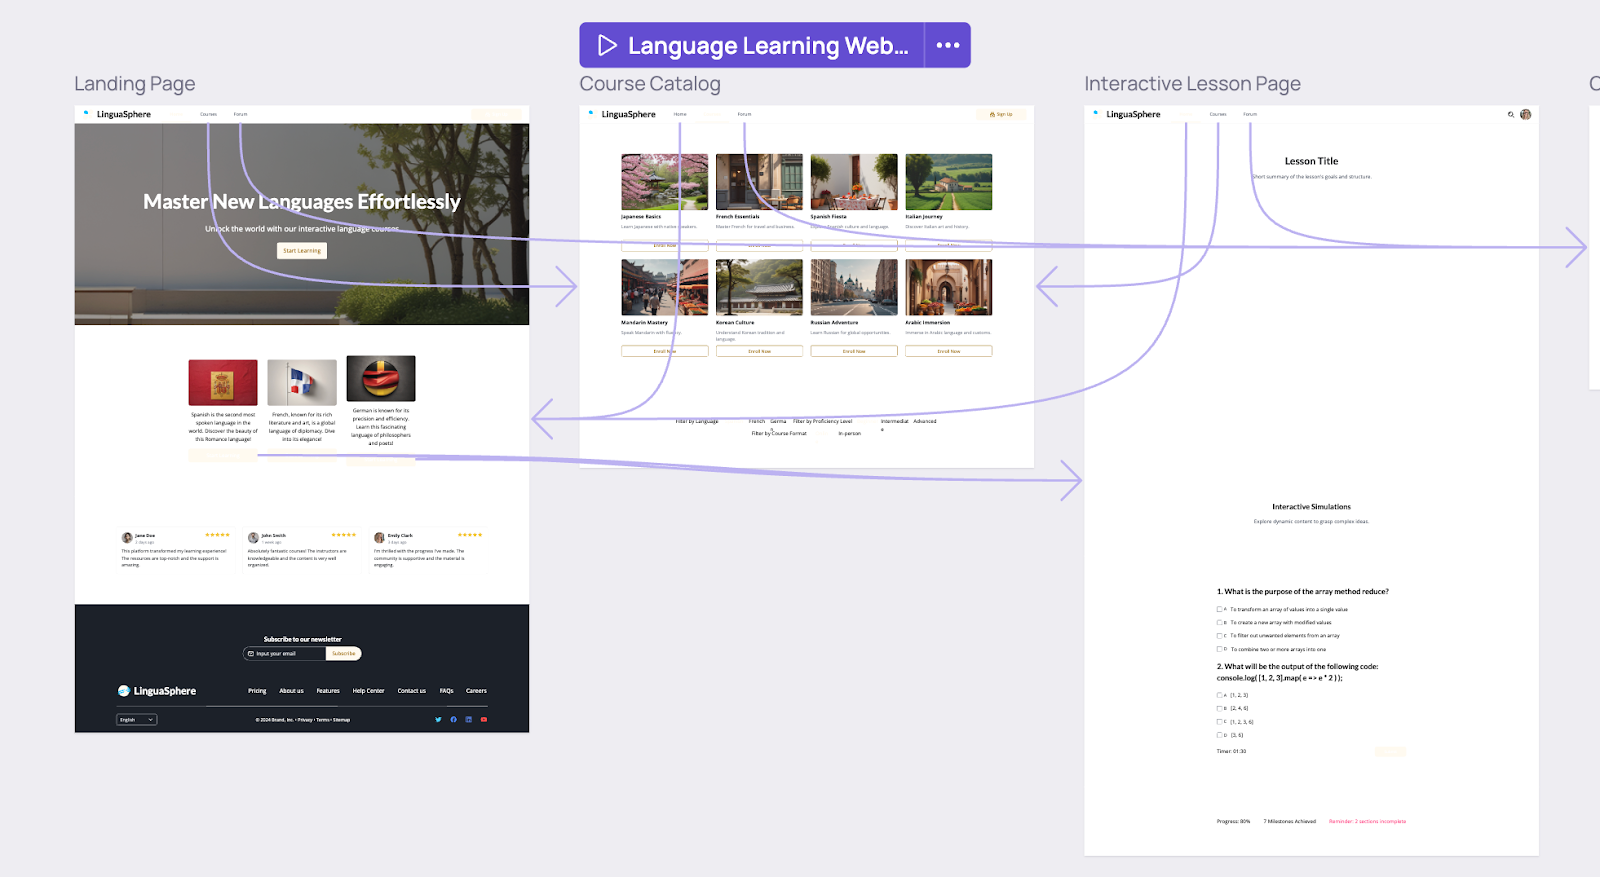 Language Learning Web...
Landing Page
LinguaSphere
Courses
Forum
Master New Languages Effortlessly
Unlock the world with our interactive language courses
Start Learning
Spanish is the second most
spoken language in the
world. Discover the beauty of
this Romance language!
French, known for its rich
literature and art, is a global
language of diplomacy. Dive
into its elegance!
German is known for its
precision and efficiency.
Learn this fascinating
language of philosophers
and poets!
Jane Doe
2 days ago
This platform transformed my learning experience!
The resources are top-notch and the support is
amazing.
John Smith
1 week ago
Absolutely fantastic courses! The instructors are
knowledgeable and the content is very well
organized.
Emily Clark
3 days ago
I'm thrilled with the progress I've made. The
community is supportive and the material is
engaging.
Subscribe to our newsletter
Input your email
Subscribe
LinguaSphere
Pricing
About us
Features
Help Center
Contact us
FAQs
Careers
English
© 2024 Brand, Inc. • Privacy • Terms • Sitemap
Course Catalog
LinguaSphere
Home
Forum
Sign Up
Japanese Basics
Learn Japanese with native speakers.
Enroll Now
French Essentials
Master French for travel and business.
Spanish Fiesta
Explore Spanish culture and language.
Italian Journey
Discover Italian art and history.
Mandarin Mastery
Speak Mandarin with fluency.
Enroll Now
Korean Culture
Understand Korean tradition and
language.
Enroll Now
Russian Adventure
Learn Russian for global opportunities.
Enroll Now
Arabic Immersion
Immerse in Arabic language and customs.
Enroll Now
Filter by Language
French
Germa
n
Filter by Proficiency Level
Intermediat
e
Advanced
Filter by Course Format
In-person
Interactive Lesson Page
LinguaSphere
Courses
Forum
Lesson Title
Short summary of the lesson's goals and structure.
Interactive Simulations
Explore dynamic content to grasp complex ideas.
1. What is the purpose of the array method reduce?
A To transform an array of values into a single value
B To create a new array with modified values
C To filter out unwanted elements from an array
D To combine two or more arrays into one
2. What will be the output of the following code:
console.log( [1, 2, 3].map( e => e * 2 ) );
A [1, 2, 3]
B [2, 4, 6]
C [1, 2, 3, 6]
D [3, 6]
Timer: 01:30
Progress: 80%
7 Milestones Achieved
Reminder: 2 sections incomplete